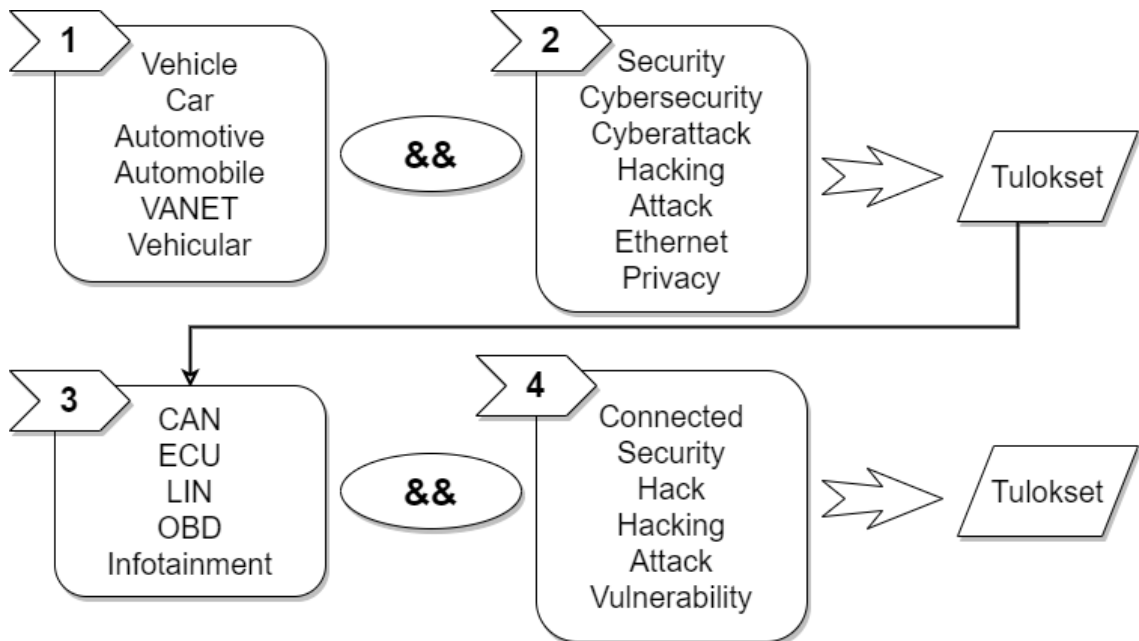 1
Vehicle
Car
Automotive
Automobile
VANET
Vehicular
&&
2
Security
Cybersecurity
Cyberattack
Hacking
Attack
Ethernet
Privacy
Tulokset
3
CAN
ECU
LIN
OBD
Infotainment
&&
4
Connected
Security
Hack
Hacking
Attack
Vulnerability
Tulokset